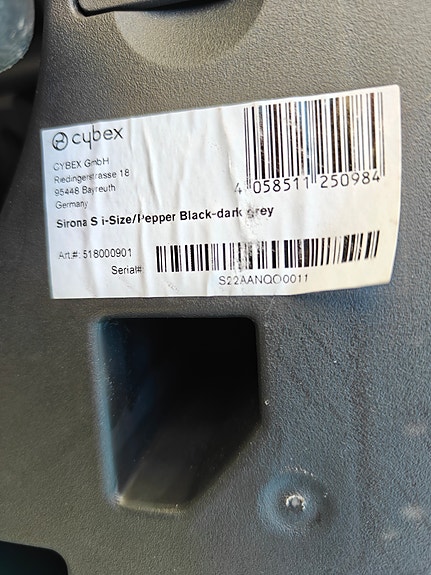 cybex
CYBEX GmbH
Riedingerstrasse 18
95448 Bayreuth
Germany
4 058511 250984
Sirona S i-Size/Pepper Black-dark grey
Art.#: 518000901
Serial#:
S22AANQO0011